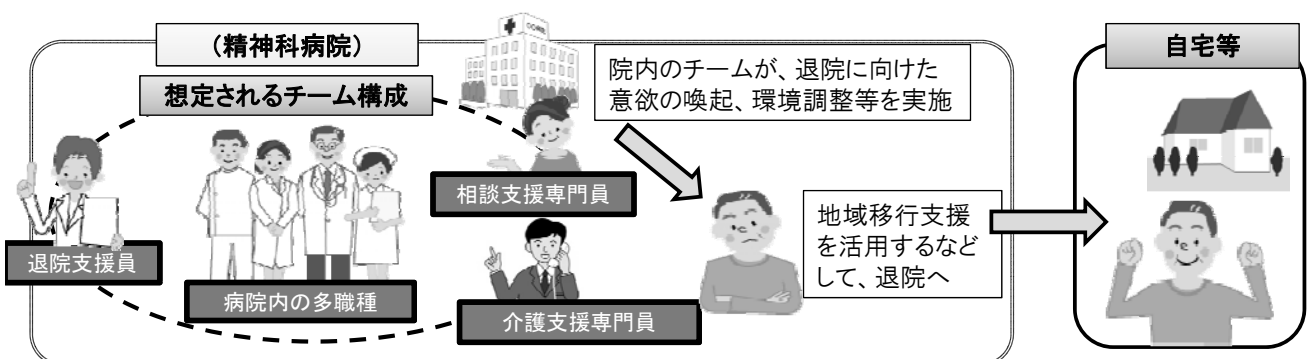 （精神科病院）
想定されるチーム構成
院内のチームが、退院に向けた
意欲の喚起、環境調整等を実施
自宅等
相談支援専門員
退院支援員
病院内の多職種
介護支援専門員
地域移行支援
を活用するなど
して、退院へ